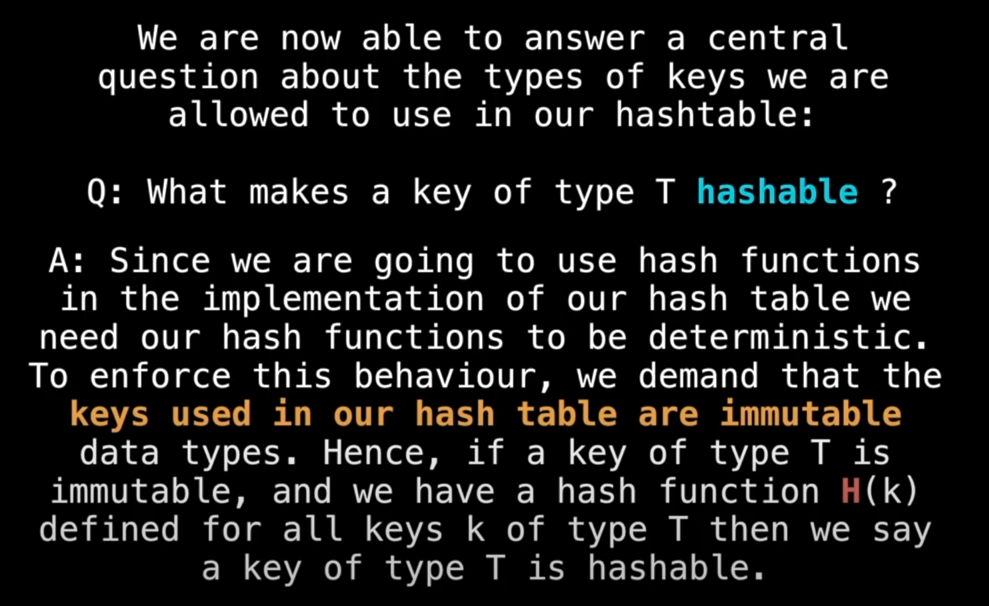 We are now able to answer a central
question about the types of keys we are
allowed to use in our hashtable:
Q: What makes a key of type T hashable ?
A: Since we are going to use hash functions
in the implementation of our hash table we
need our hash functions to be deterministic.
To enforce this behaviour, we demand that the
keys used in our hash table are immutable
data types. Hence, if a key of type T is
immutable, and we have a hash function H(k)
defined for all keys k of type T then we say
a key of type T is hashable.